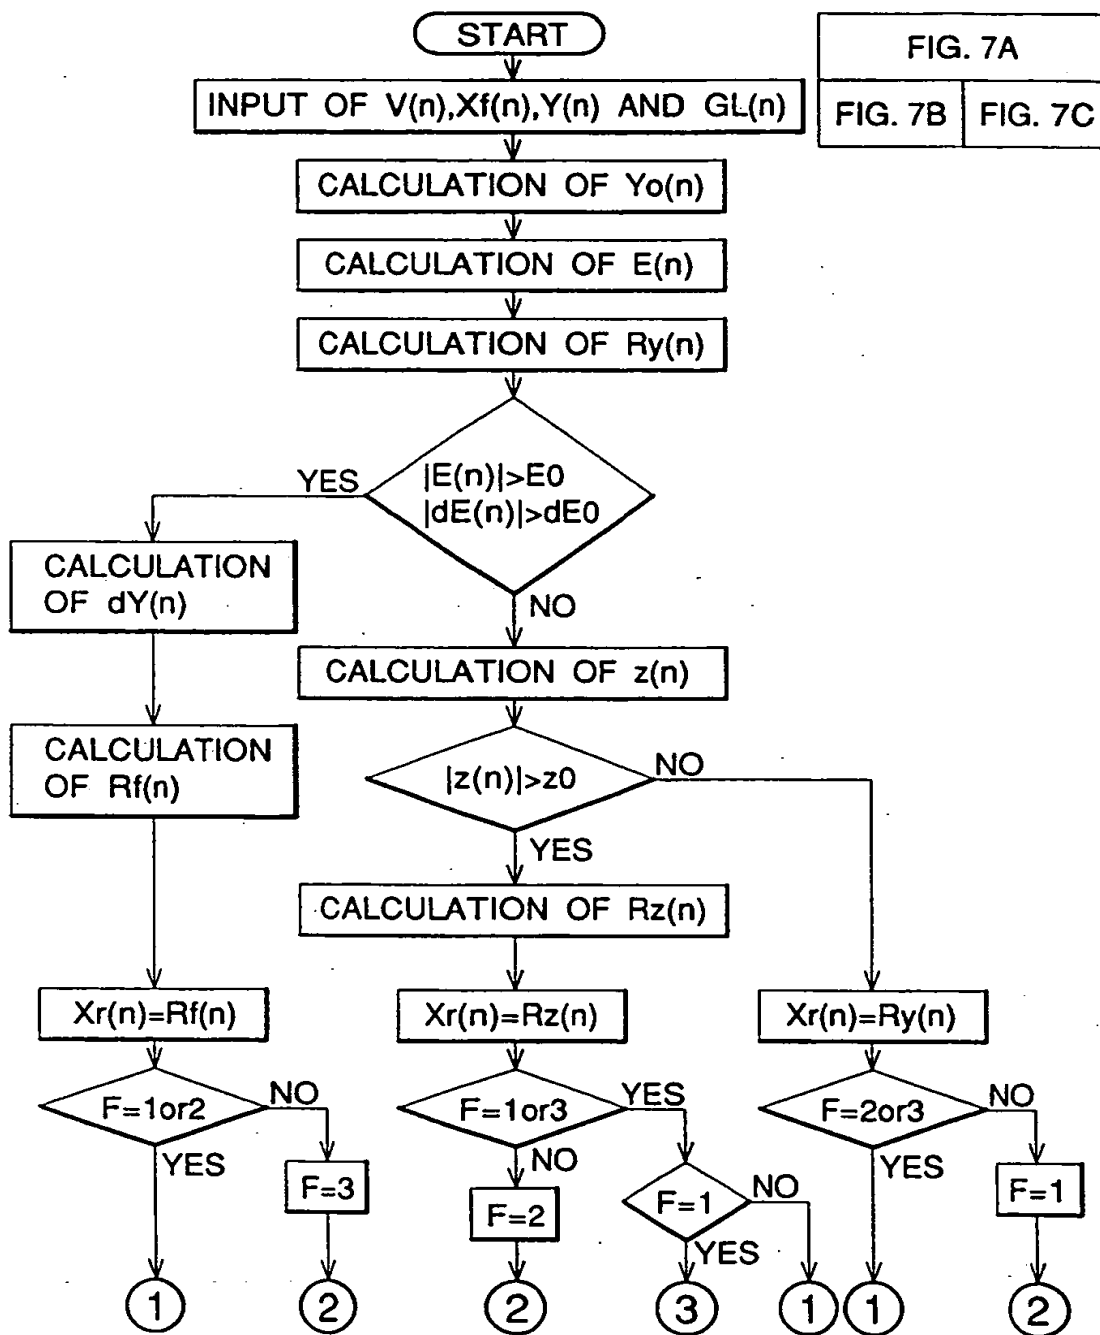 START
FIG. 7A
FIG. 7B
FIG. 7C
INPUT OF V(n),Xf(n),Y(n) AND GL(n)
CALCULATION OF Yo(n)
CALCULATION OF E(n)
CALCULATION OF Ry(n)
|E(n)|>E0
|dE(n)|>dE0
YES
NO
CALCULATION
OF dY(n)
CALCULATION OF z(n)
CALCULATION
OF Rf(n)
|z(n)|>z0
NO
YES
CALCULATION OF Rz(n)
Xr(n)=Rf(n)
Xr(n)=Rz(n)
Xr(n)=Ry(n)
F=1or2
NO
YES
F=3
F=1or3
YES
NO
F=2
F=1
NO
YES
F=2or3
NO
YES
F=1
1
2
2
3
1
1
2